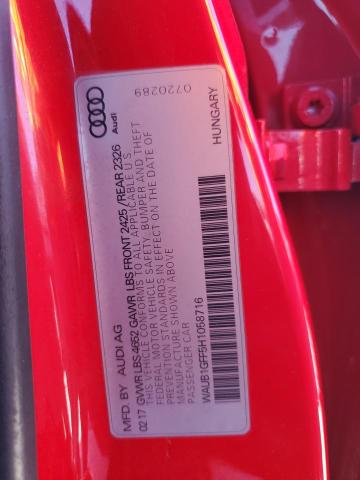 Audi
0720289
MFD. BY AUDI AG
02 17 GVWR LBS 4652 GAWR LBS FRONT 2425 /REAR 2326
THIS VEHICLE CONFORMS TO ALL APPLICABLE U.S.
FEDERAL MOTOR VEHICLE SAFETY, BUMPER AND THEFT
PREVENTION STANDARDS IN EFFECT ON THE DATE OF
MANUFACTURE SHOWN ABOVE
PASSENGER CAR
WAUB1GFF5H1058716
HUNGARY